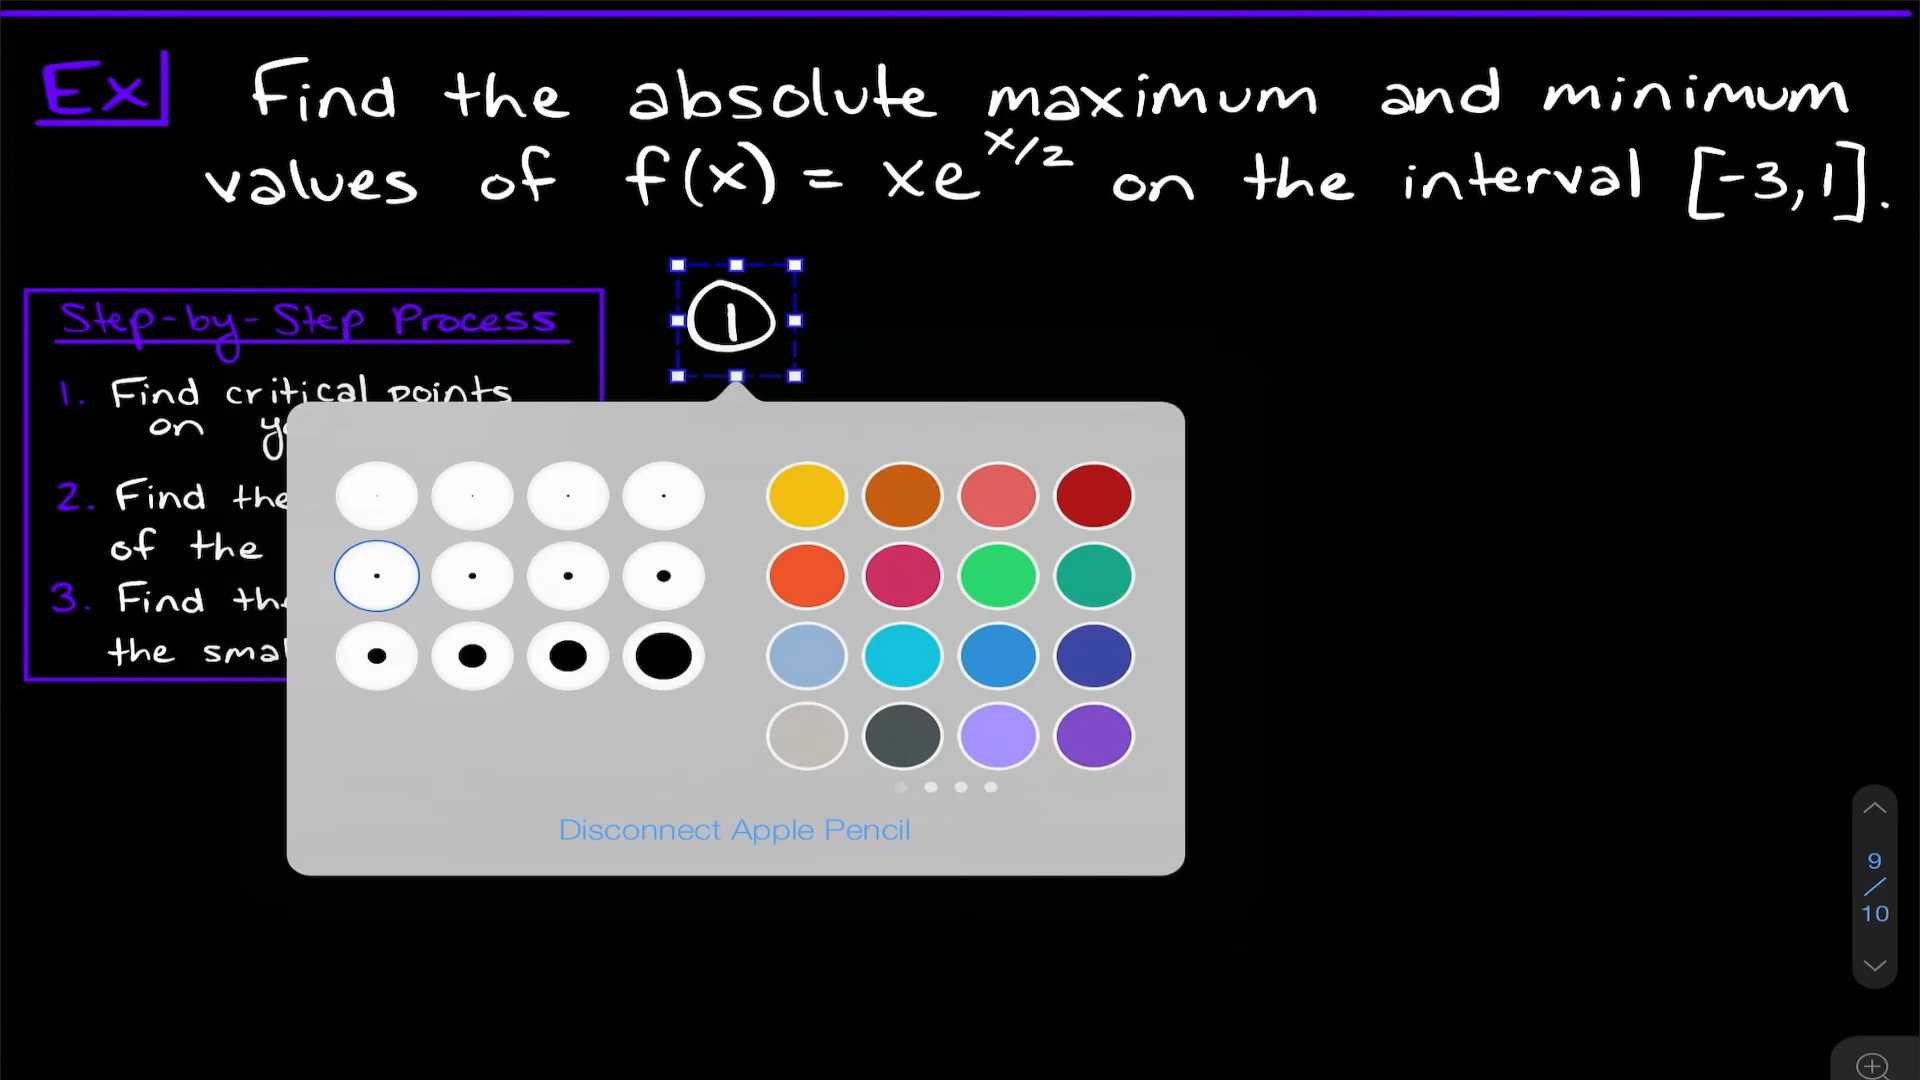 Ex Find the absolute maximum and minimum
values of f(x) = xe^{x/2} on the interval [-3,1].
1
Step-by-Step Process
1. Find critical points
on
2. Find the
of the
3. Find the
the
Disconnect Apple Pencil
9
/
10